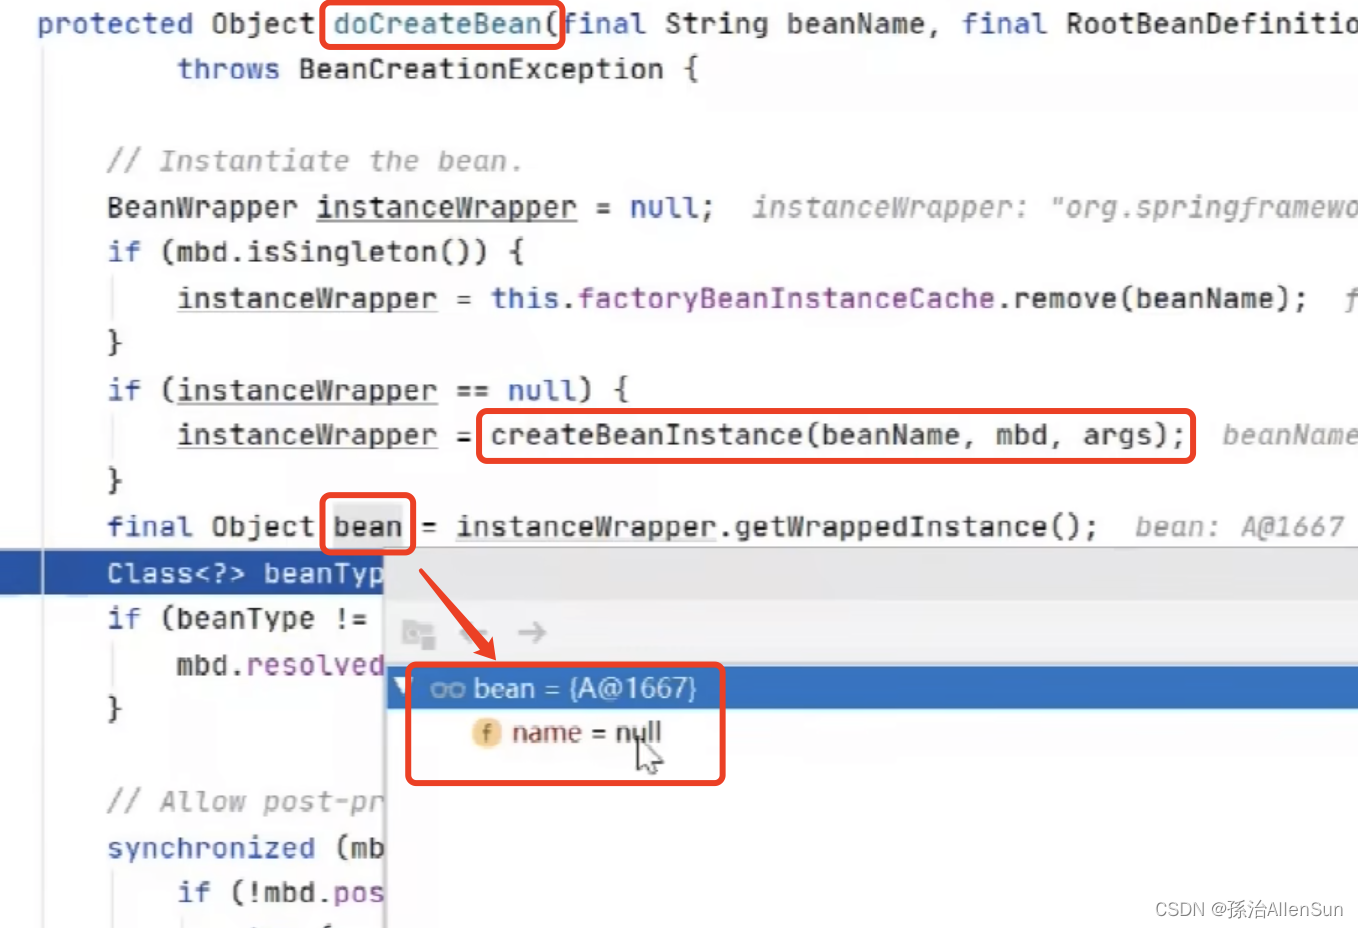 protected Object doCreateBean(final String beanName, final RootBeanDefinitio
throws BeanCreationException {
// Instantiate the bean.
BeanWrapper instanceWrapper = null; instanceWrapper: "org.springframewo
if (mbd.isSingleton()) {
instanceWrapper = this.factoryBeanInstanceCache.remove(beanName); f
}
if (instanceWrapper == null) {
instanceWrapper = createBeanInstance(beanName, mbd, args); beanName
}
final Object bean = instanceWrapper.getWrappedInstance(); bean: A@1667
Class<?> beanTyp
if (beanType !=
mbd.resolved
bean = {A@1667}
f name = null
}
// Allow post-pr
synchronized (mb
if (!mbd.pos
CSDN @孫治AllenSun